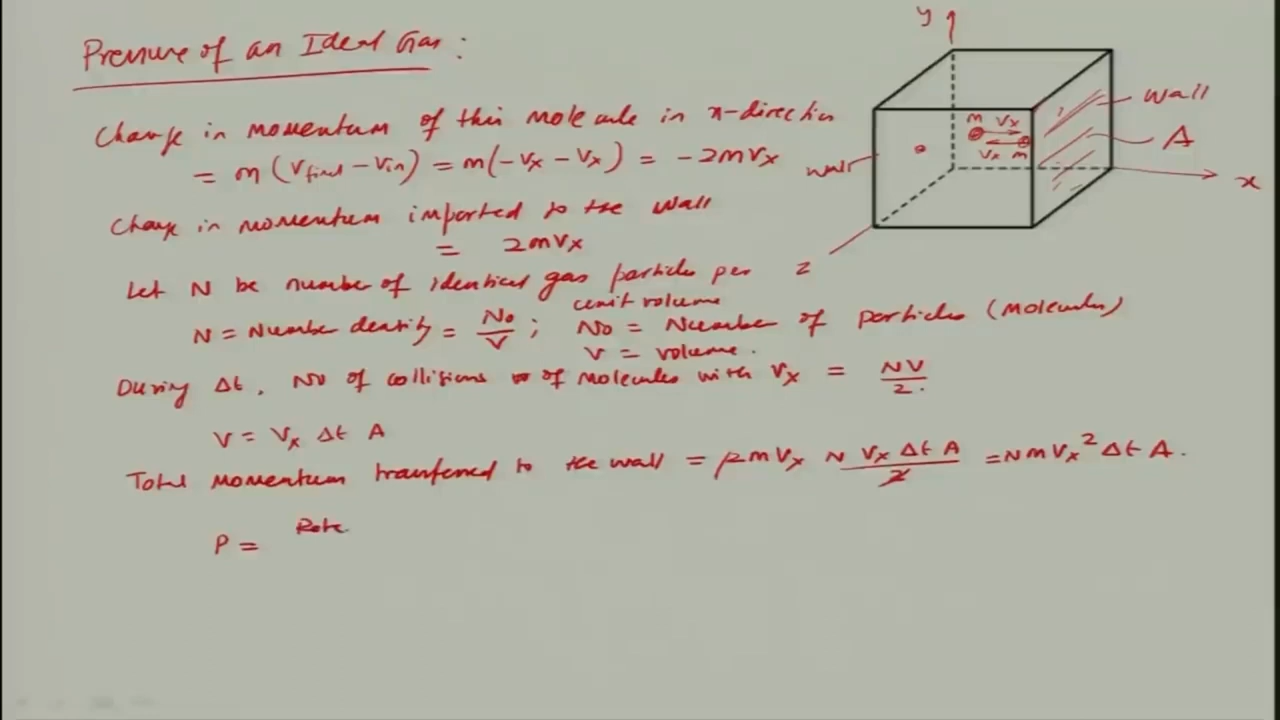 Pressure of an Ideal Gas :
Change in momentum of this molecule in x-direction
= m (Vfinal - Vin) = m(-Vx - Vx) = -2mVx
Change in momentum imparted to the wall
= 2mVx
Let N be number of identical gas particles per
unit volume
N = Number density = No/V ; No = Number of particles (Molecules)
V = volume.
During Δt, No of collisions of molecules with Vx = NV/2.
V = Vx Δt A
Total Momentum transferred to the wall = 2mVx N Vx Δt A/2 = NmVx² Δt A.
P = Rate
y
x
z
wall
wall
A
m Vx
Vx m